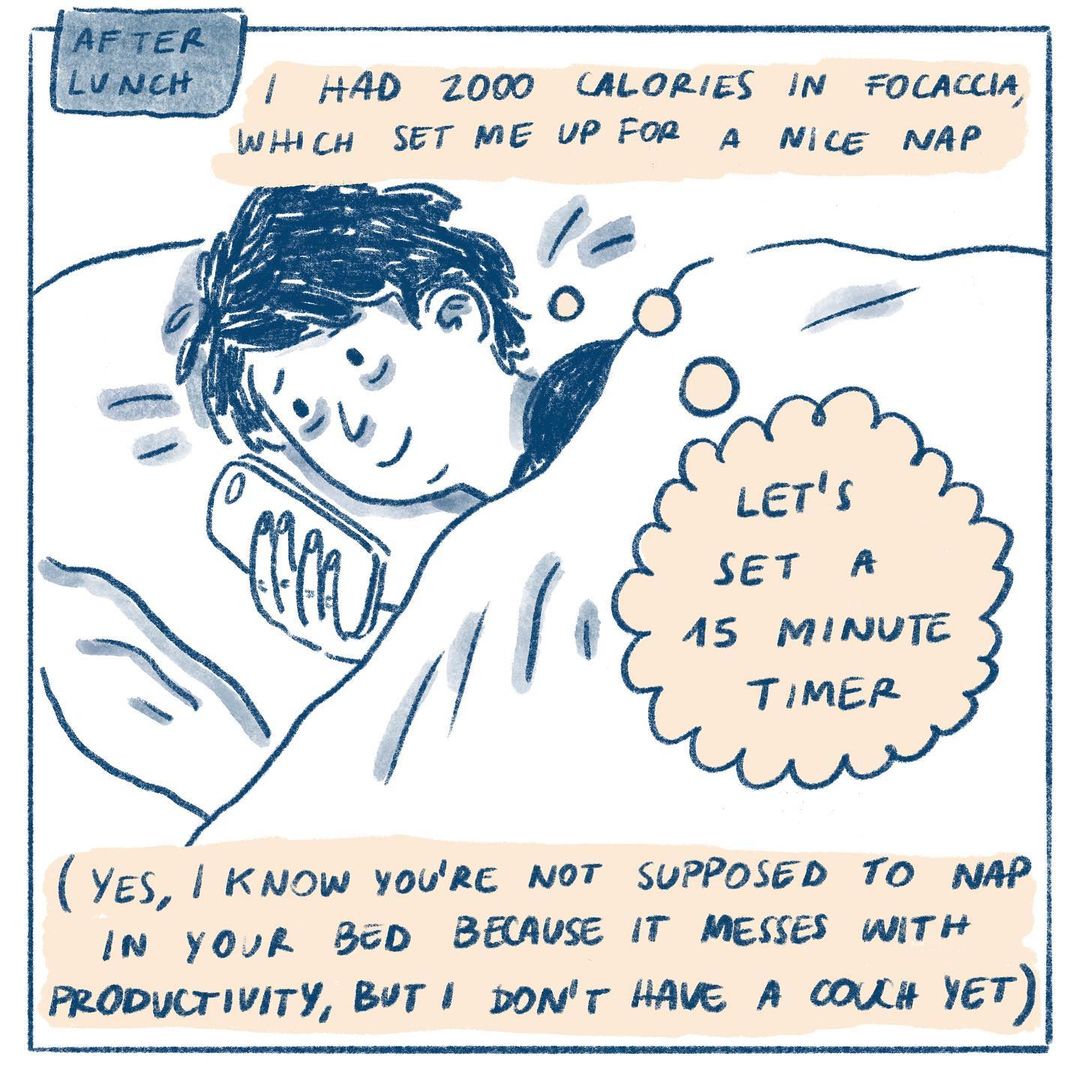 AFTER
LUNCH
I HAD 2000 CALORIES IN FOCACCIA,
WHICH SET ME UP FOR A NICE NAP
LET'S
SET A
15 MINUTE
TIMER
(YES, I KNOW YOU'RE NOT SUPPOSED TO NAP
IN YOUR BED BECAUSE IT MESSES WITH
PRODUCTIVITY, BUT I DON'T HAVE A COUCH YET)